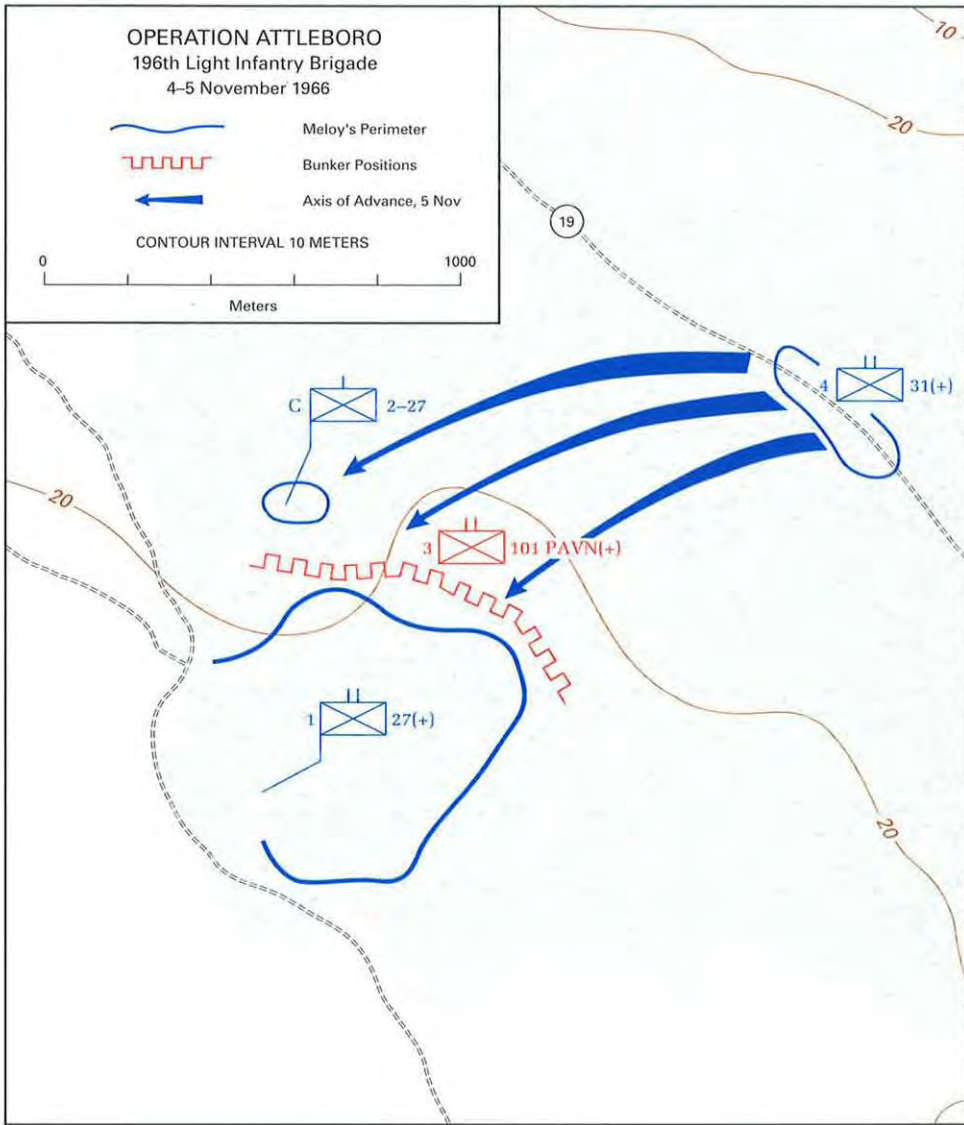 OPERATION ATTLEBORO
196th Light Infantry Brigade
4–5 November 1966
Meloy's Perimeter
Bunker Positions
Axis of Advance, 5 Nov
CONTOUR INTERVAL 10 METERS
0 1000
Meters
10
20
19
4 31(+)
C 2–27
20
3 101 PAVN(+)
1 27(+)
20